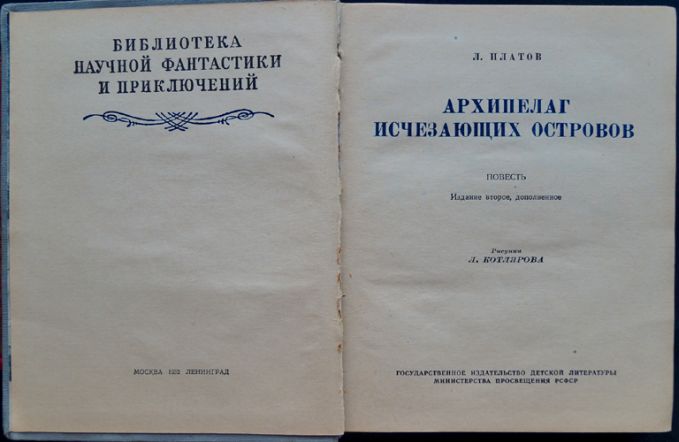 БИБЛИОТЕКА
НАУЧНОЙ ФАНТАСТИКИ
И ПРИКЛЮЧЕНИЙ
МОСКВА 1952 ЛЕНИНГРАД
Л. ПЛАТОВ
АРХИПЕЛАГ
ИСЧЕЗАЮЩИХ ОСТРОВОВ
ПОВЕСТЬ
Издание второе, дополненное
Рисунки
Л. КОТЛЯРОВА
ГОСУДАРСТВЕННОЕ ИЗДАТЕЛЬСТВО ДЕТСКОЙ ЛИТЕРАТУРЫ
МИНИСТЕРСТВА ПРОСВЕЩЕНИЯ РСФСР